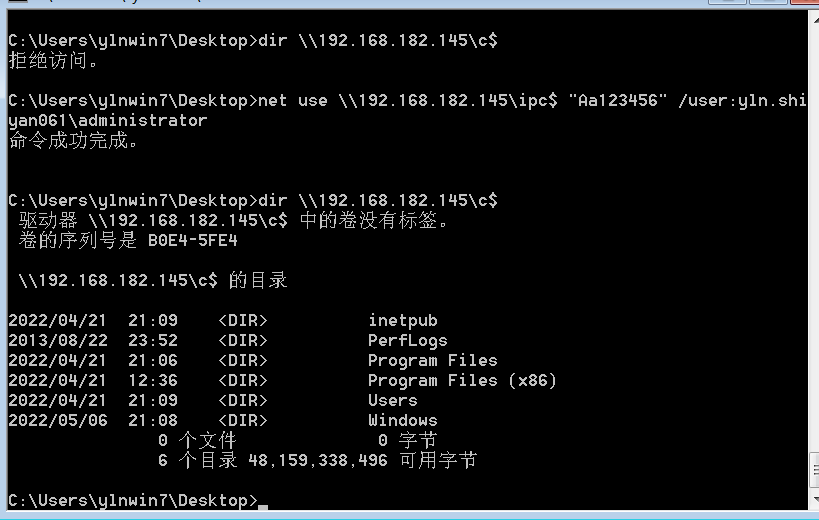 C:\Users\ylnwin7\Desktop>dir \\192.168.182.145\c$
拒绝访问。
C:\Users\ylnwin7\Desktop>net use \\192.168.182.145\ipc$ "Aa123456" /user:yln.shi
yan061\administrator
命令成功完成。
C:\Users\ylnwin7\Desktop>dir \\192.168.182.145\c$
驱动器 \\192.168.182.145\c$ 中的卷没有标签。
卷的序列号是 B0E4-5FE4
\\192.168.182.145\c$ 的目录
2022/04/21  21:09    <DIR>          inetpub
2013/08/22  23:52    <DIR>          PerfLogs
2022/04/21  21:06    <DIR>          Program Files
2022/04/21  12:36    <DIR>          Program Files (x86)
2022/04/21  21:09    <DIR>          Users
2022/05/06  21:08    <DIR>          Windows
0 个文件              0 字节
6 个目录 48,159,338,496 可用字节
C:\Users\ylnwin7\Desktop>_